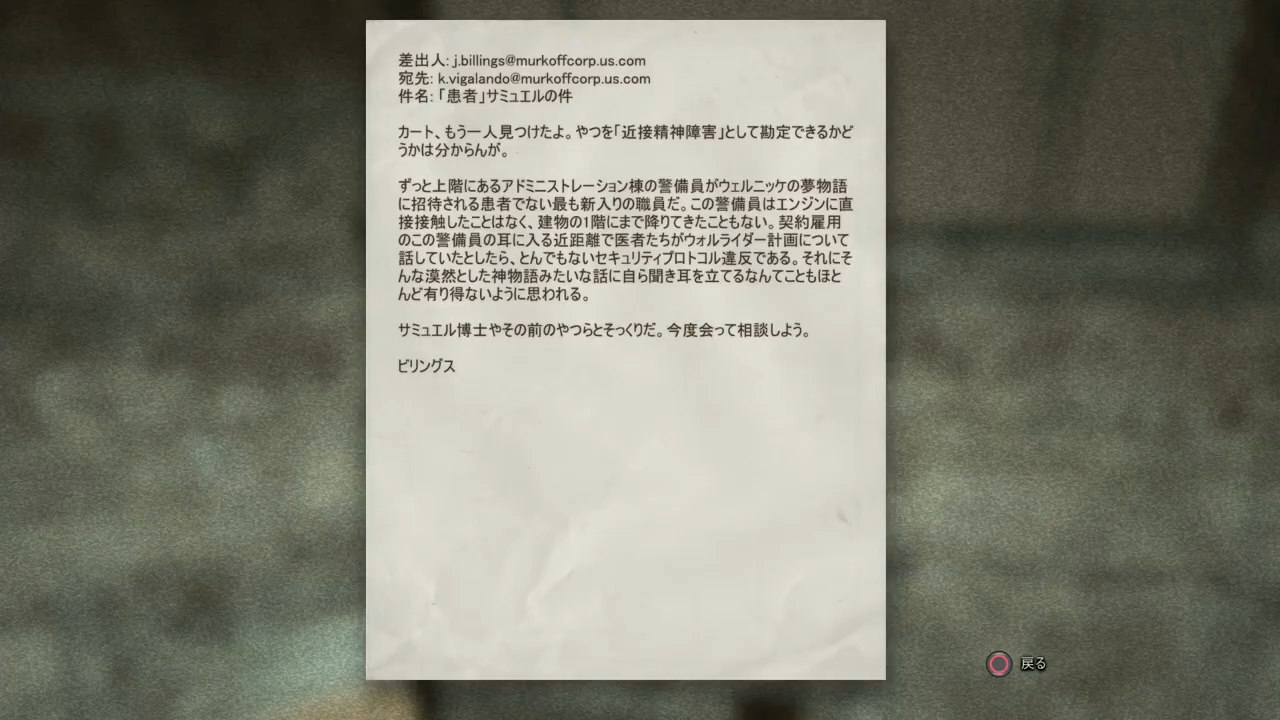 差出人: j.billings@murkoffcorp.us.com
宛先: k.vigalando@murkoffcorp.us.com
件名: 「患者」サミュエルの件
カート、もう一人見つけたよ。やつを「近接精神障害」として勘定できるかど
うかは分からんが。
ずっと上階にあるアドミニストレーション棟の警備員がウェルニッケの夢物語
に招待される患者でない最も新入りの職員だ。この警備員はエンジンに直
接接触したことはなく、建物の1階にまで降りてきたこともない。契約雇用
のこの警備員の耳に入る近距離で医者たちがウォルライダー計画について
話していたとしたら、とんでもないセキュリティプロトコル違反である。それにそ
んな漠然とした神物語みたいな話に自ら聞き耳を立てるなんてこともほと
んど有り得ないように思われる。
サミュエル博士やその前のやつらとそっくりだ。今度会って相談しよう。
ビリングス
戻る